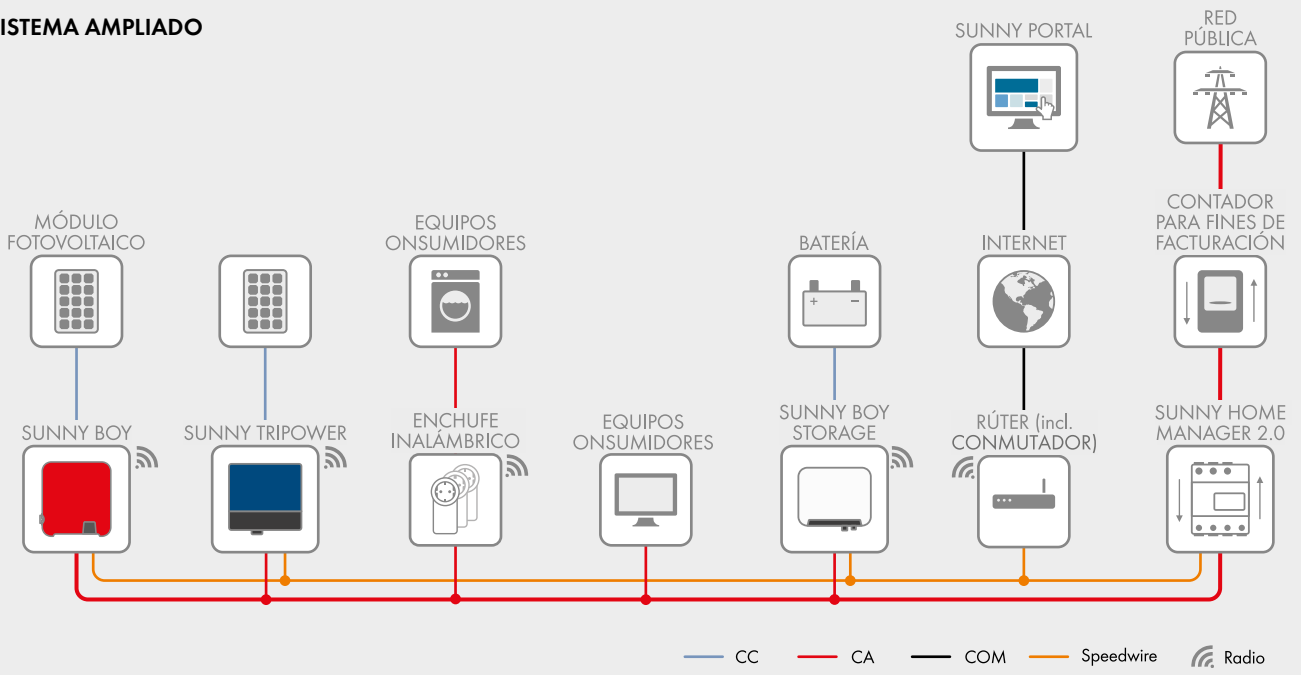 ISTEMA AMPLIADO
SUNNY PORTAL
RED
PÚBLICA
MÓDULO
FOTOVOLTAICO
EQUIPOS
ONSUMIDORES
BATERÍA
INTERNET
CONTADOR
PARA FINES DE
FACTURACIÓN
SUNNY BOY
SUNNY TRIPOWER
ENCHUFE
INALÁMBRICO
EQUIPOS
ONSUMIDORES
SUNNY BOY
STORAGE
RÚTER (incl.
CONMUTADOR)
SUNNY HOME
MANAGER 2.0
+ −
CC
CA
COM
Speedwire
Radio